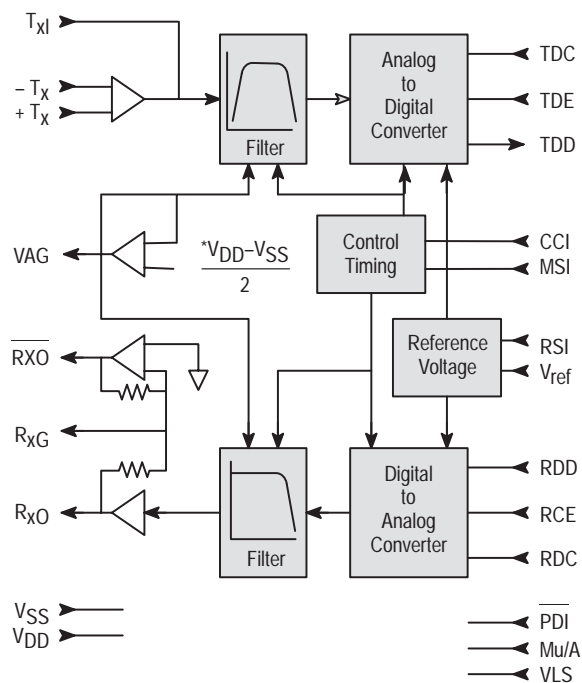 TxI
– Tx
+ Tx
Filter
Analog
to
Digital
Converter
TDC
TDE
TDD
VAG
*VDD–VSS
2
Control
Timing
CCI
MSI
RXO
RxG
RxO
Reference
Voltage
RSI
Vref
Filter
Digital
to
Analog
Converter
RDD
RCE
RDC
VSS
VDD
PDI
Mu/A
VLS